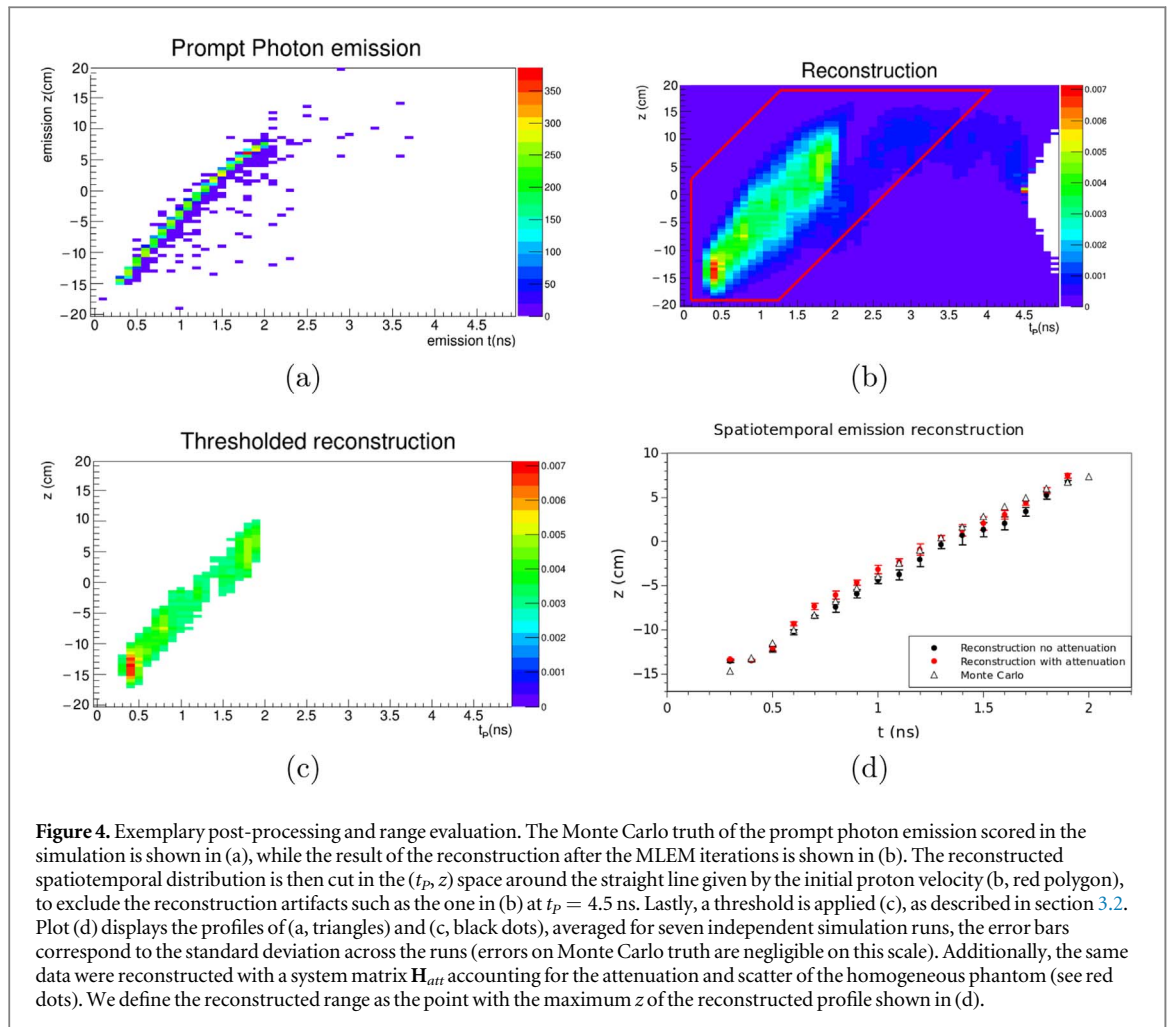 Prompt Photon emission
emission z(cm)
20
15
10
5
0
−5
−10
−15
−20
0 0.5 1 1.5 2 2.5 3 3.5 4 4.5
emission t(ns)
350
300
250
200
150
100
50
0
(a)
Reconstruction
z (cm)
20
15
10
5
0
−5
−10
−15
−20
0 0.5 1 1.5 2 2.5 3 3.5 4 4.5
tP(ns)
0.007
0.006
0.005
0.004
0.003
0.002
0.001
0
(b)
Thresholded reconstruction
z (cm)
20
15
10
5
0
−5
−10
−15
−20
0 0.5 1 1.5 2 2.5 3 3.5 4 4.5
tP(ns)
0.007
0.006
0.005
0.004
0.003
0.002
0.001
0
(c)
Spatiotemporal emission reconstruction
z (cm)
10
5
0
−5
−10
−15
0 0.5 1 1.5 2
t (ns)
Reconstruction no attenuation
Reconstruction with attenuation
Monte Carlo
(d)
Figure 4. Exemplary post-processing and range evaluation. The Monte Carlo truth of the prompt photon emission scored in the
simulation is shown in (a), while the result of the reconstruction after the MLEM iterations is shown in (b). The reconstructed
spatiotemporal distribution is then cut in the (tP, z) space around the straight line given by the initial proton velocity (b, red polygon),
to exclude the reconstruction artifacts such as the one in (b) at tP = 4.5 ns. Lastly, a threshold is applied (c), as described in section 3.2.
Plot (d) displays the profiles of (a, triangles) and (c, black dots), averaged for seven independent simulation runs, the error bars
correspond to the standard deviation across the runs (errors on Monte Carlo truth are negligible on this scale). Additionally, the same
data were reconstructed with a system matrix Hatt accounting for the attenuation and scatter of the homogeneous phantom (see red
dots). We define the reconstructed range as the point with the maximum z of the reconstructed profile shown in (d).